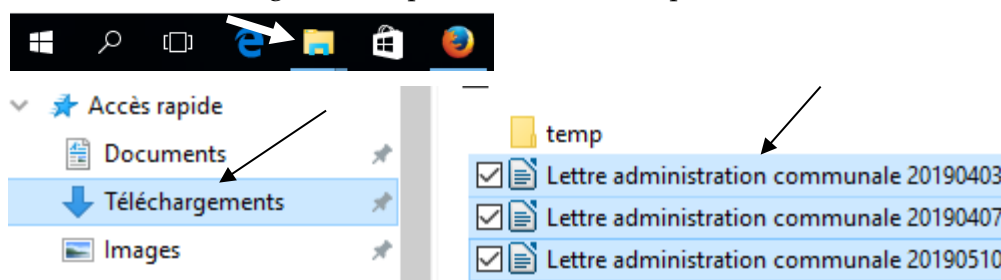 Accès rapide
Documents
Téléchargements
Images
temp
Lettre administration communale 20190403
Lettre administration communale 20190407
Lettre administration communale 20190510